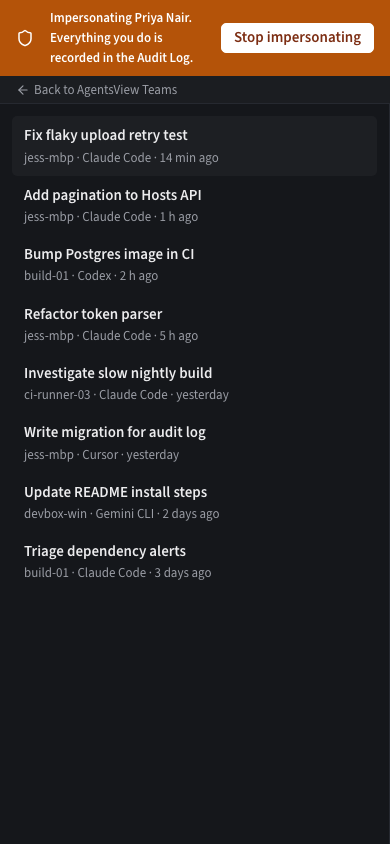 Impersonating Priya Nair.
Everything you do is
recorded in the Audit Log.
Stop impersonating
Back to AgentsView Teams
Fix flaky upload retry test
jess-mbp · Claude Code · 14 min ago
Add pagination to Hosts API
jess-mbp · Claude Code · 1 h ago
Bump Postgres image in CI
build-01 · Codex · 2 h ago
Refactor token parser
jess-mbp · Claude Code · 5 h ago
Investigate slow nightly build
ci-runner-03 · Claude Code · yesterday
Write migration for audit log
jess-mbp · Cursor · yesterday
Update README install steps
devbox-win · Gemini CLI · 2 days ago
Triage dependency alerts
build-01 · Claude Code · 3 days ago